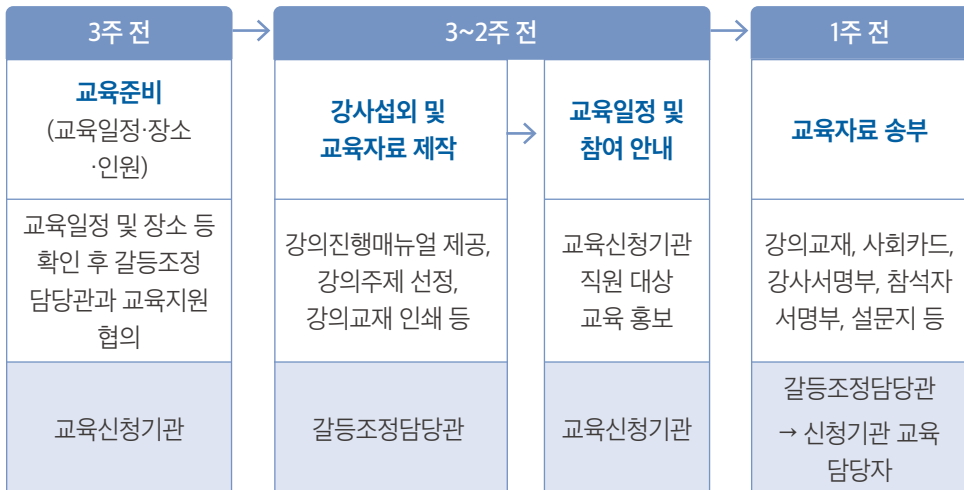 3주 전
3~2주 전
1주 전
교육준비
(교육일정·장소
·인원)
강사섭외 및
교육자료 제작
교육일정 및
참여 안내
교육자료 송부
교육일정 및 장소 등
확인 후 갈등조정
담당관과 교육지원
협의
강의진행매뉴얼 제공,
강의주제 선정,
강의교재 인쇄 등
교육신청기관
직원 대상
교육 홍보
강의교재, 사회카드,
강사서명부, 참석자
서명부, 설문지 등
교육신청기관
갈등조정담당관
교육신청기관
갈등조정담당관
→ 신청기관 교육
담당자